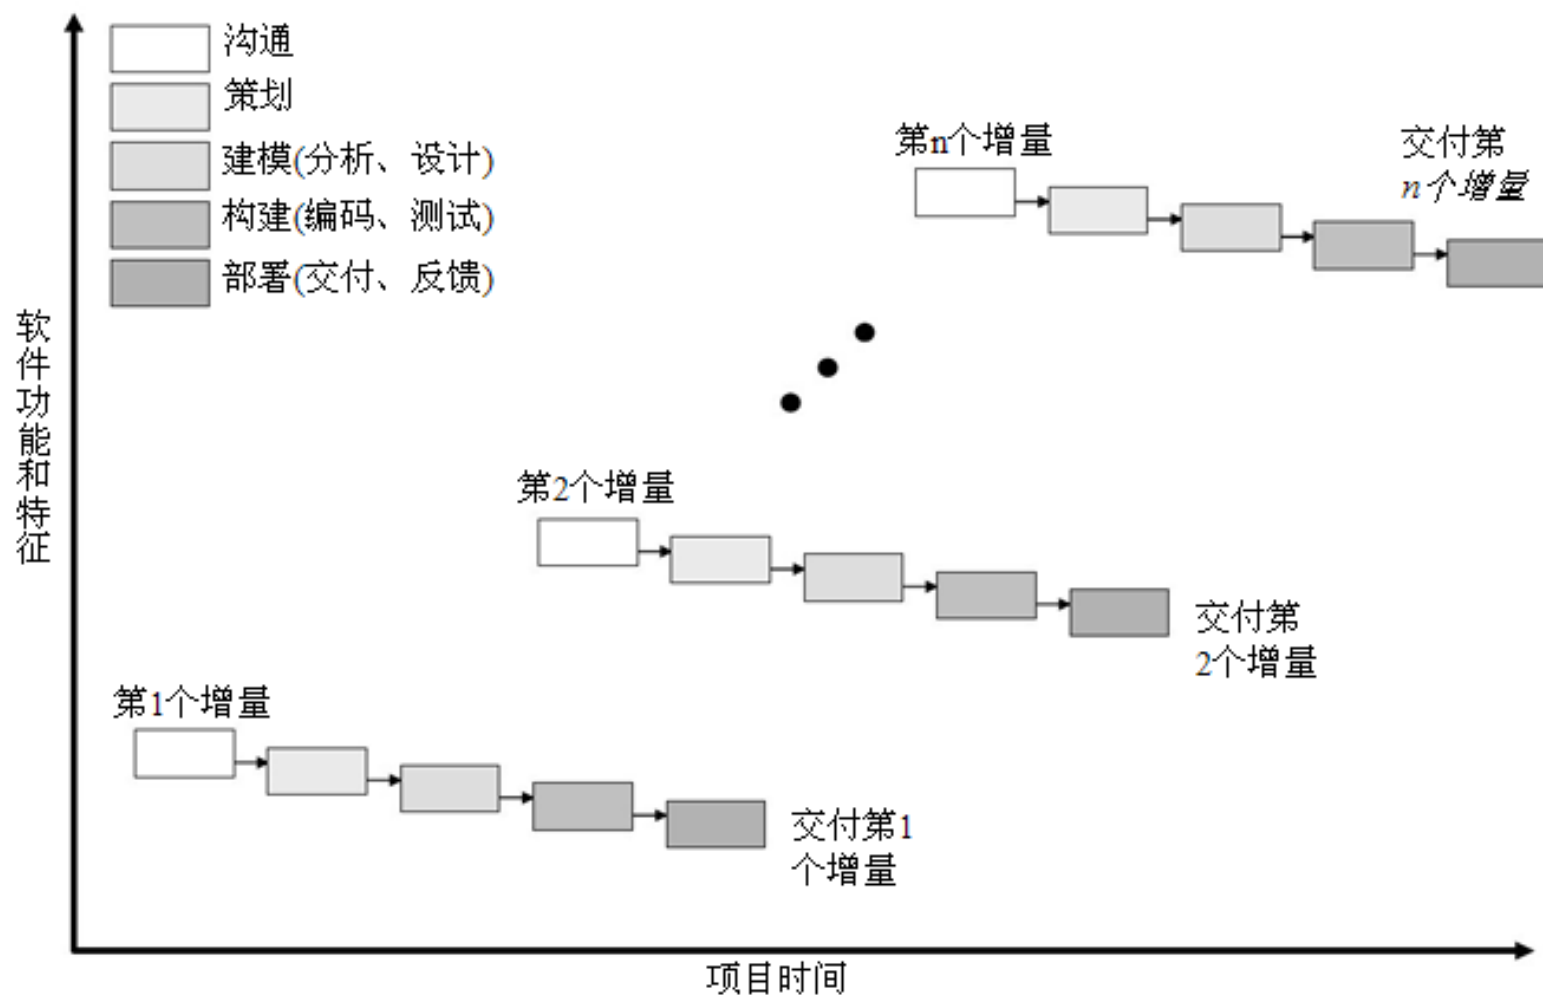 沟通
策划
建模(分析、设计)
构建(编码、测试)
部署(交付、反馈)
第n个增量
交付第
n个增量
软件功能和特征
第2个增量
交付第
2个增量
第1个增量
交付第1
个增量
项目时间